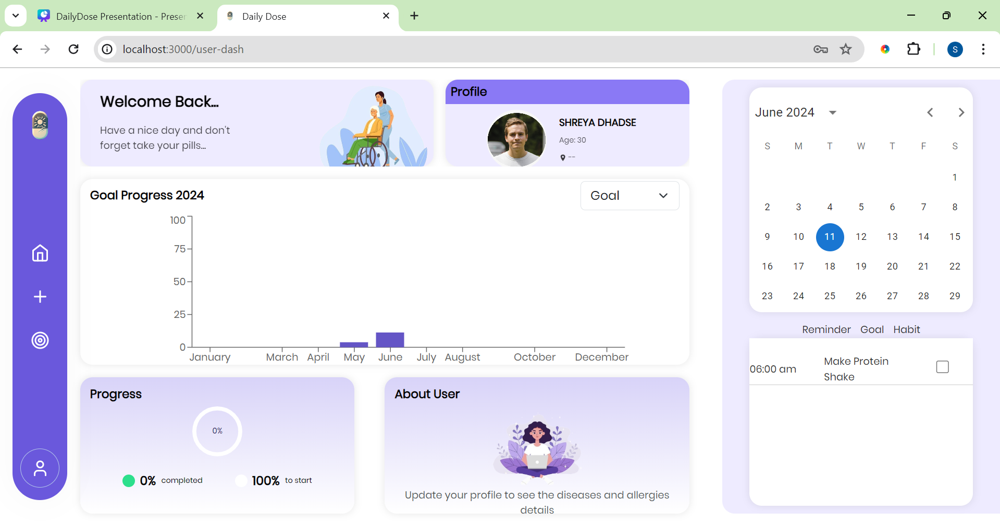 DailyDose Presentation - Preser
Daily Dose
localhost:3000/user-dash
S
Welcome Back...
Have a nice day and don't
forget take your pills...
Profile
SHREYA DHADSE
Age: 30
--
Goal Progress 2024
Goal
100
75
50
25
0
January March April May June July August October December
Progress
0%
0% completed 100% to start
About User
Update your profile to see the diseases and allergies
details
June 2024
S M T W T F S
1
2 3 4 5 6 7 8
9 10 11 12 13 14 15
16 17 18 19 20 21 22
23 24 25 26 27 28 29
Reminder Goal Habit
06:00 am
Make Protein
Shake